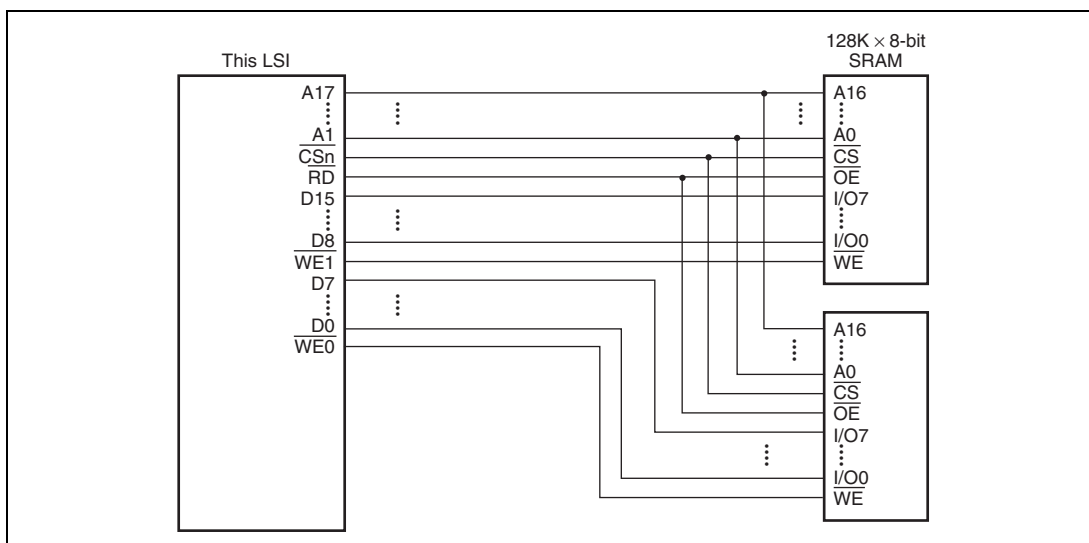 This LSI
128K × 8-bit
SRAM
A17
A1
CSn
RD
D15
D8
WE1
D7
D0
WE0
A16
A0
CS
OE
I/O7
I/O0
WE
A16
A0
CS
OE
I/O7
I/O0
WE